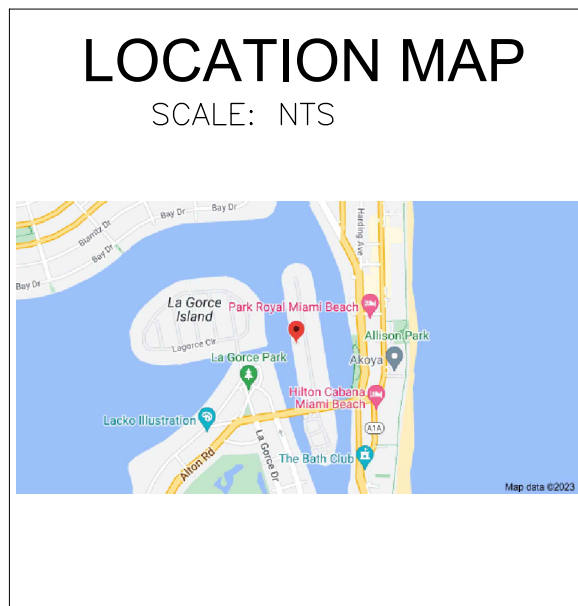 LOCATION MAP
SCALE: NTS
Bay Dr
Bay Dr
Biarritz Dr
Bay Dr
Bay Dr
Harding Ave
La Gorce
Island
Park Royal Miami Beach
Allison Park
Lagorce Cir
La Gorce Park
Akoya
Hilton Cabana
Miami Beach
Lacko Illustration
A1A
La Gorce Dr
Alton Rd
The Bath Club
Map data ©2023